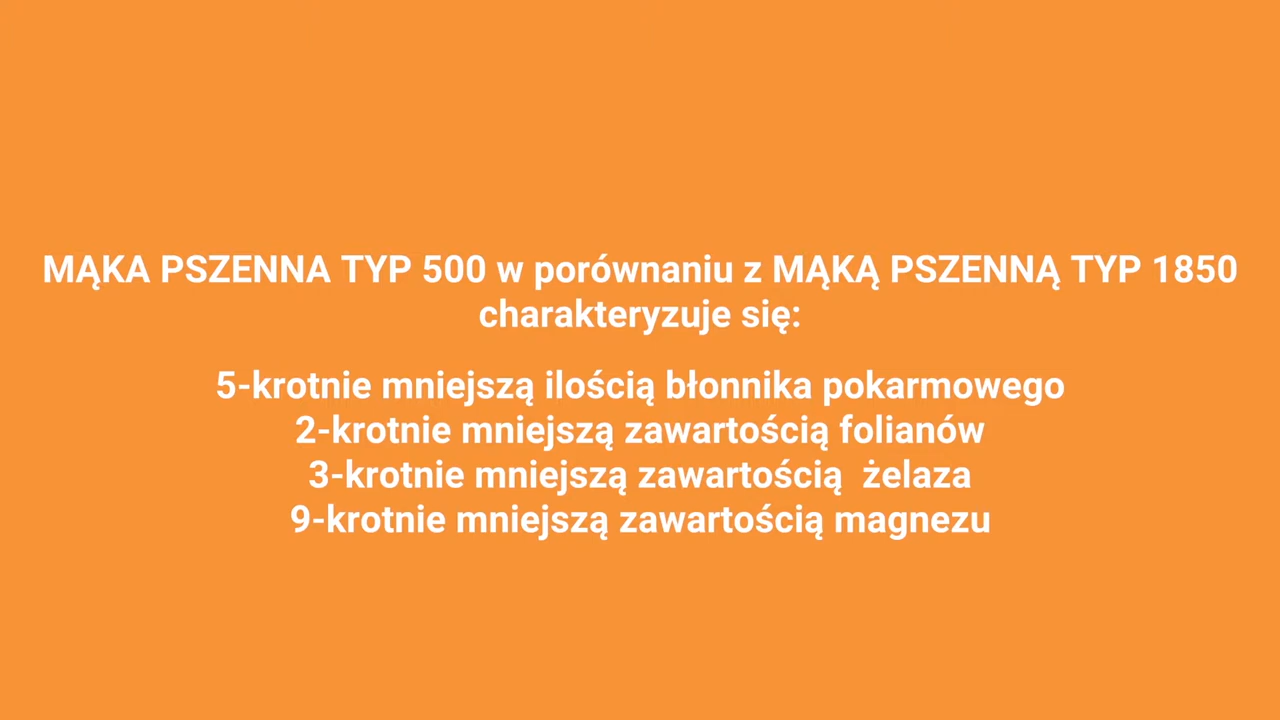 MĄKA PSZENNA TYP 500 w porównaniu z MĄKĄ PSZENNĄ TYP 1850
charakteryzuje się:
5-krotnie mniejszą ilością błonnika pokarmowego
2-krotnie mniejszą zawartością folianów
3-krotnie mniejszą zawartością  żelaza
9-krotnie mniejszą zawartością magnezu